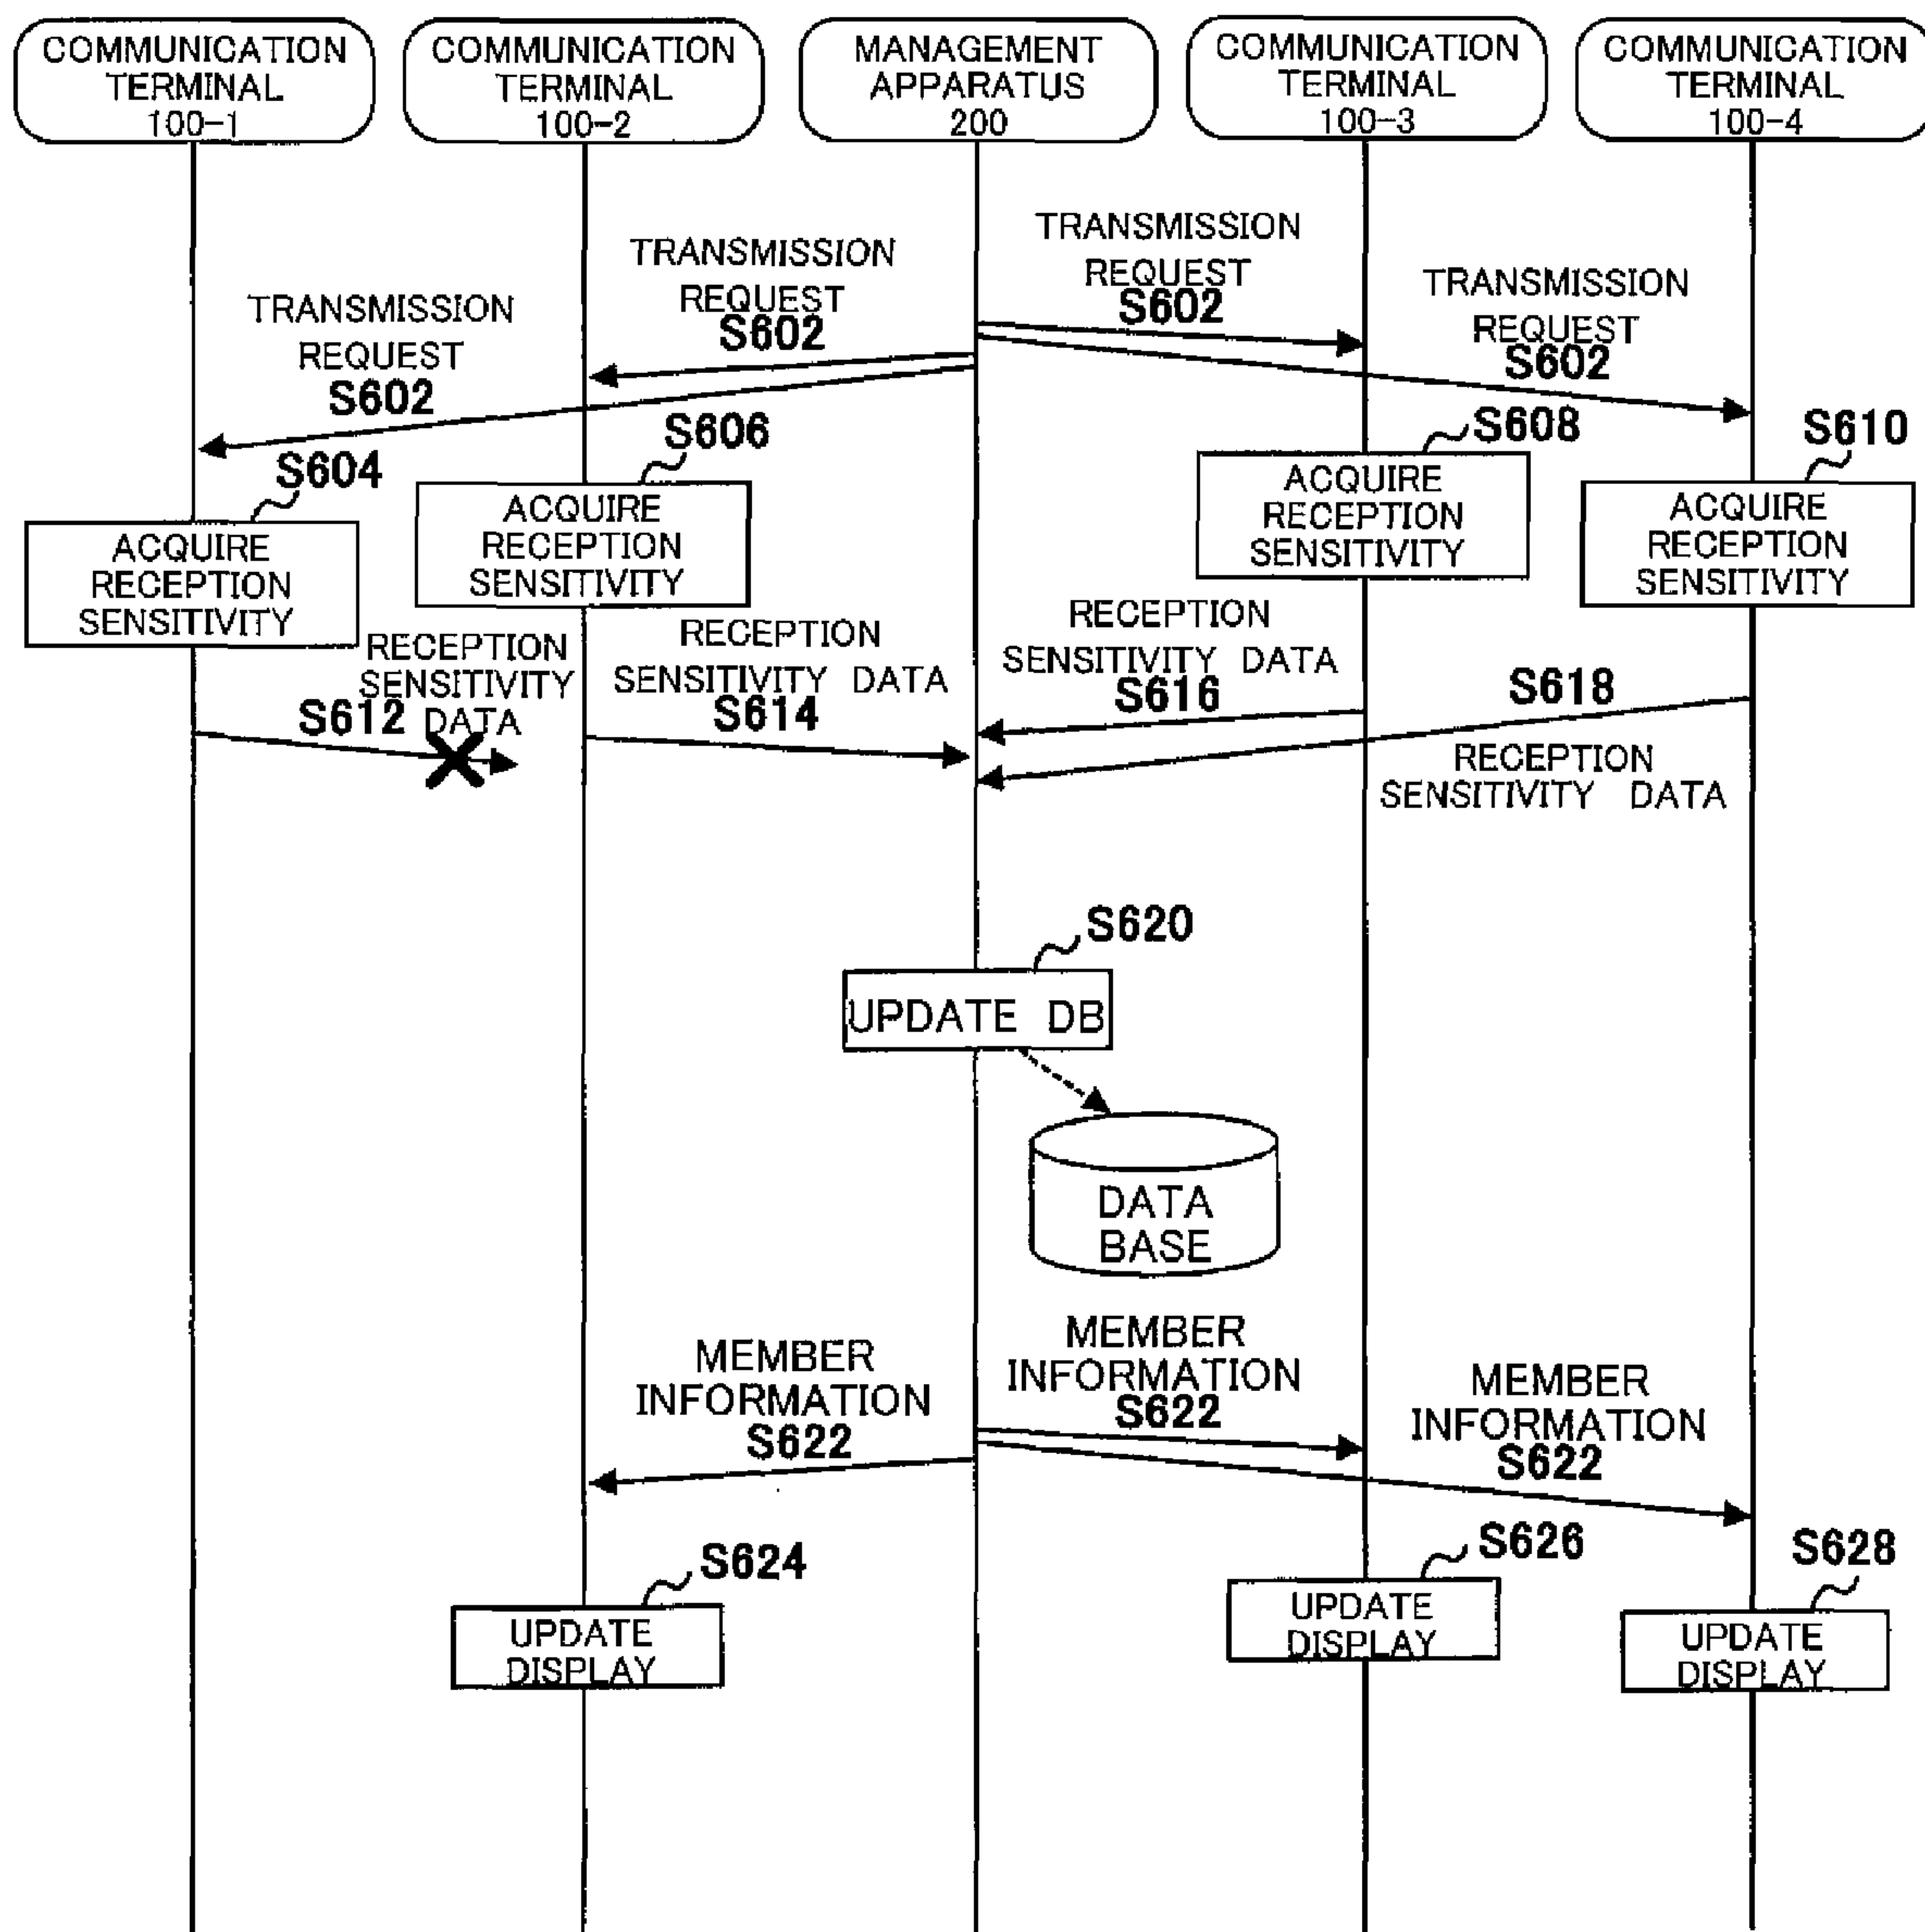 COMMUNICATION
TERMINAL
100-1
COMMUNICATION
TERMINAL
100-2
MANAGEMENT
APPARATUS
200
COMMUNICATION
TERMINAL
100-3
COMMUNICATION
TERMINAL
100-4
TRANSMISSION
REQUEST
S602
TRANSMISSION
REQUEST
S602
TRANSMISSION
REQUEST
S602
TRANSMISSION
REQUEST
S602
S604
ACQUIRE
RECEPTION
SENSITIVITY
S606
ACQUIRE
RECEPTION
SENSITIVITY
S608
ACQUIRE
RECEPTION
SENSITIVITY
S610
ACQUIRE
RECEPTION
SENSITIVITY
RECEPTION
SENSITIVITY
S612 DATA
RECEPTION
SENSITIVITY DATA
S614
RECEPTION
SENSITIVITY DATA
S616
S618
RECEPTION
SENSITIVITY DATA
S620
UPDATE DB
DATA
BASE
MEMBER
INFORMATION
S622
MEMBER
INFORMATION
S622
MEMBER
INFORMATION
S622
S624
UPDATE
DISPLAY
S626
UPDATE
DISPLAY
S628
UPDATE
DISPLAY